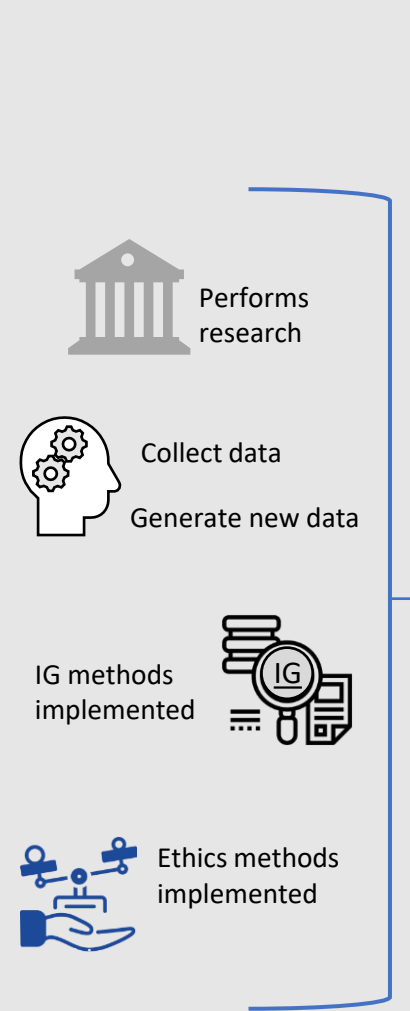 Performs
research
Collect data
Generate new data
IG methods
implemented
IG
Ethics methods
implemented